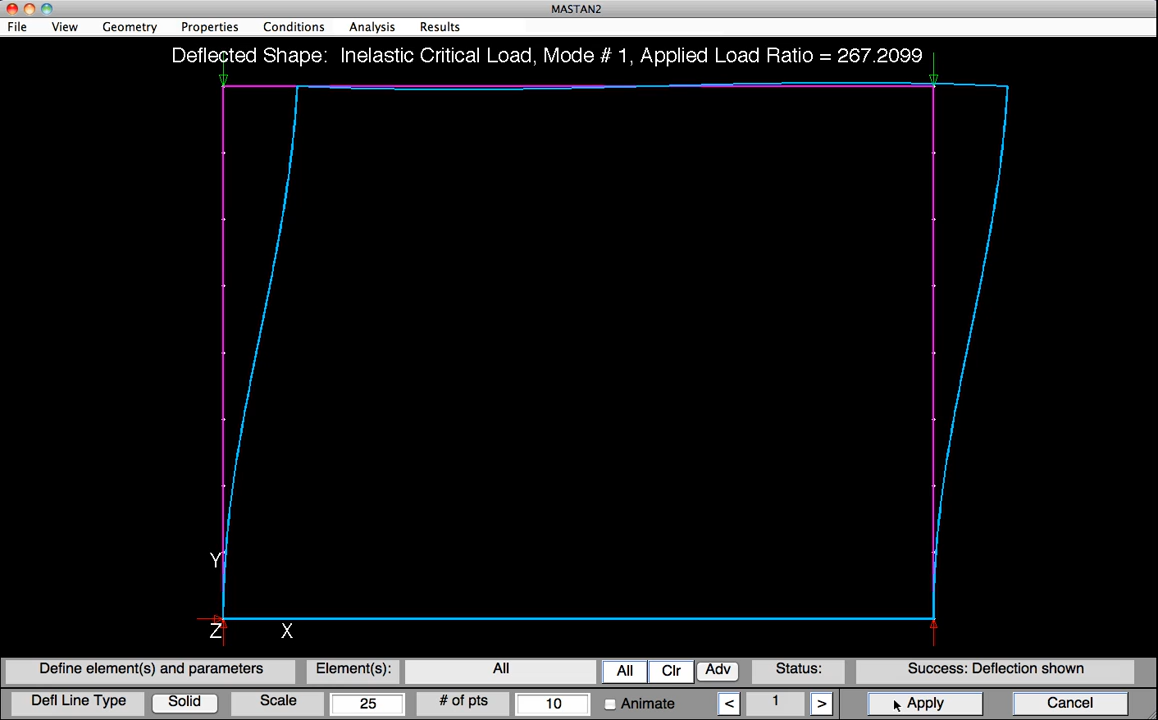 MASTAN2
File View Geometry Properties Conditions Analysis Results
Deflected Shape: Inelastic Critical Load, Mode # 1, Applied Load Ratio = 267.2099
Y
Z X
Define element(s) and parameters Element(s): All All Clr Adv Status: Success: Deflection shown
Defl Line Type Solid Scale 25 # of pts 10 Animate < 1 > Apply Cancel